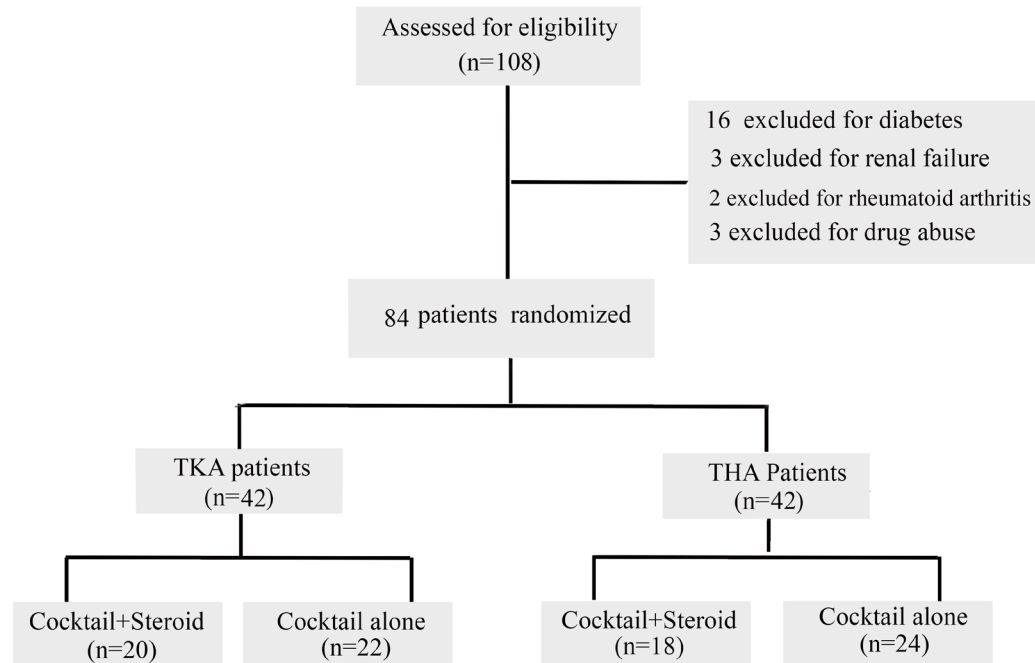 Assessed for eligibility
(n=108)
16 excluded for diabetes
3 excluded for renal failure
2 excluded for rheumatoid arthritis
3 excluded for drug abuse
84 patients randomized
TKA patients
(n=42)
THA Patients
(n=42)
Cocktail+Steroid
(n=20)
Cocktail alone
(n=22)
Cocktail+Steroid
(n=18)
Cocktail alone
(n=24)